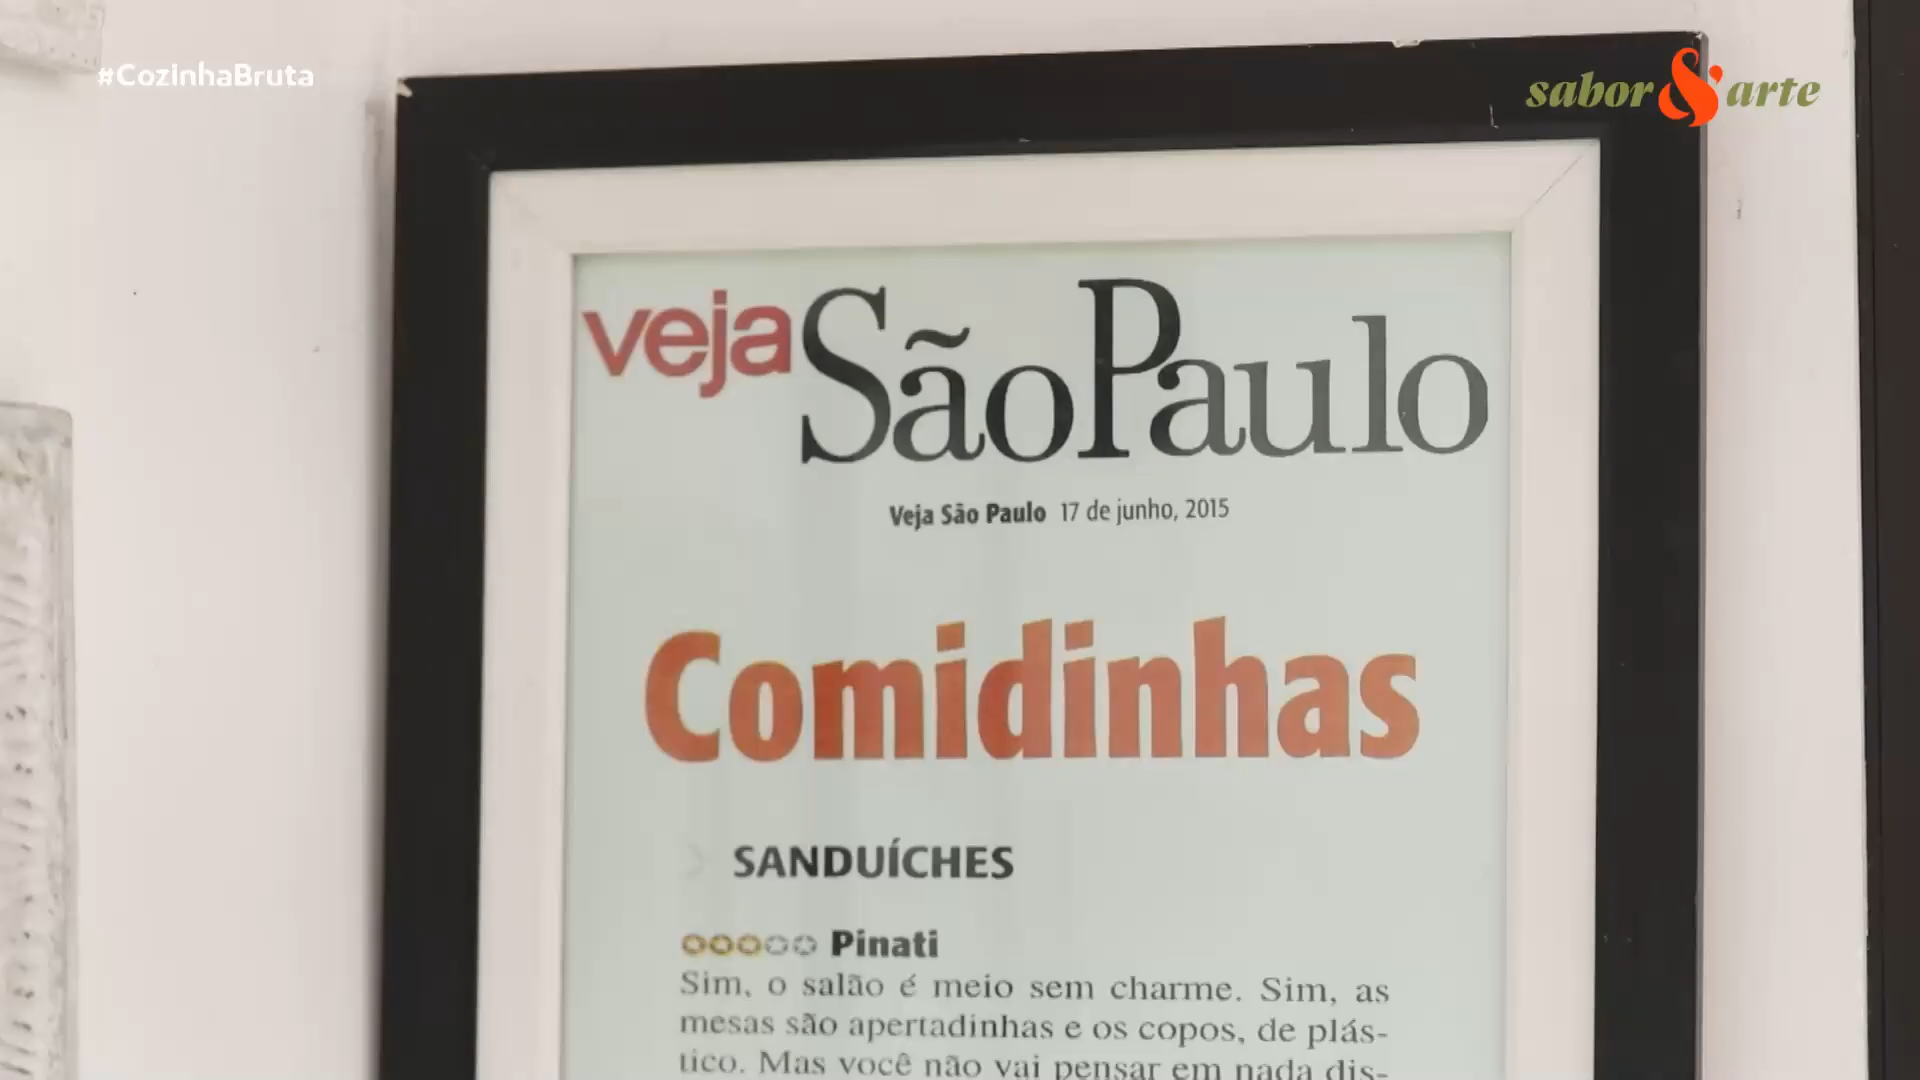 #CozinhaBruta
sabor & arte
veja São Paulo
Veja São Paulo 17 de junho, 2015
Comidinhas
SANDUÍCHES
Pinati
Sim, o salão é meio sem charme. Sim, as
mesas são apertadinhas e os copos, de plás-
tico. Mas você não vai pensar em nada dis-